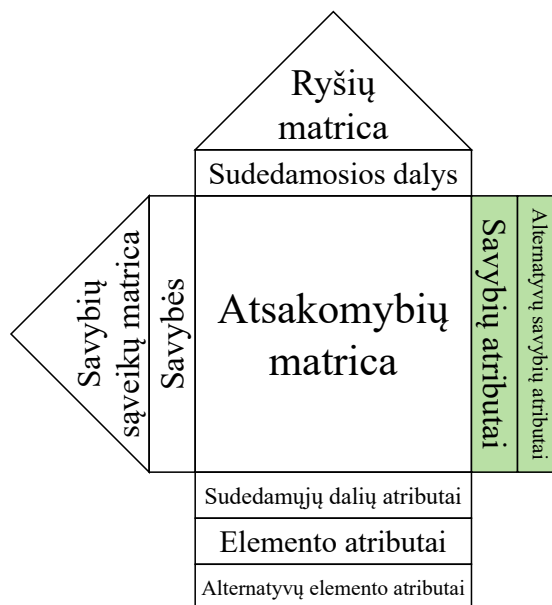 Ryšių
matrica
Sudedamosios dalys
Savybių
sąveikų matrica
Savybės
Atsakomybių
matrica
Savybių atributai
Alternatyvų savybių atributai
Sudedamųjų dalių atributai
Elemento atributai
Alternatyvų elemento atributai